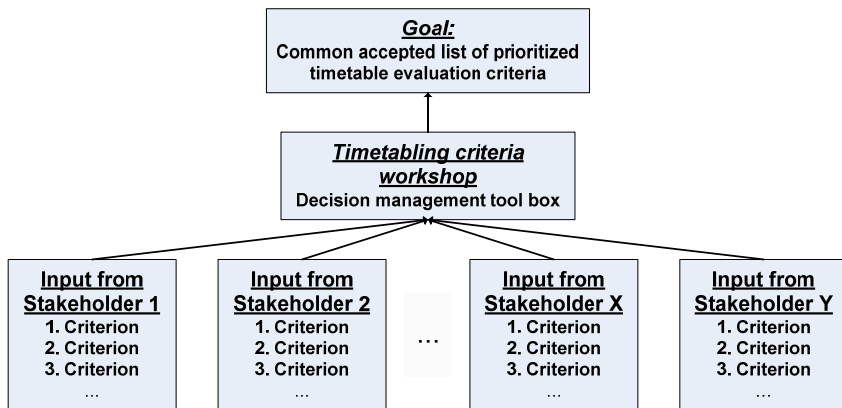 Goal:
Common accepted list of prioritized
timetable evaluation criteria
Timetabling criteria
workshop
Decision management tool box
Input from
Stakeholder 1
1. Criterion
2. Criterion
3. Criterion
...
Input from
Stakeholder 2
1. Criterion
2. Criterion
3. Criterion
...
...
Input from
Stakeholder X
1. Criterion
2. Criterion
3. Criterion
...
Input from
Stakeholder Y
1. Criterion
2. Criterion
3. Criterion
...